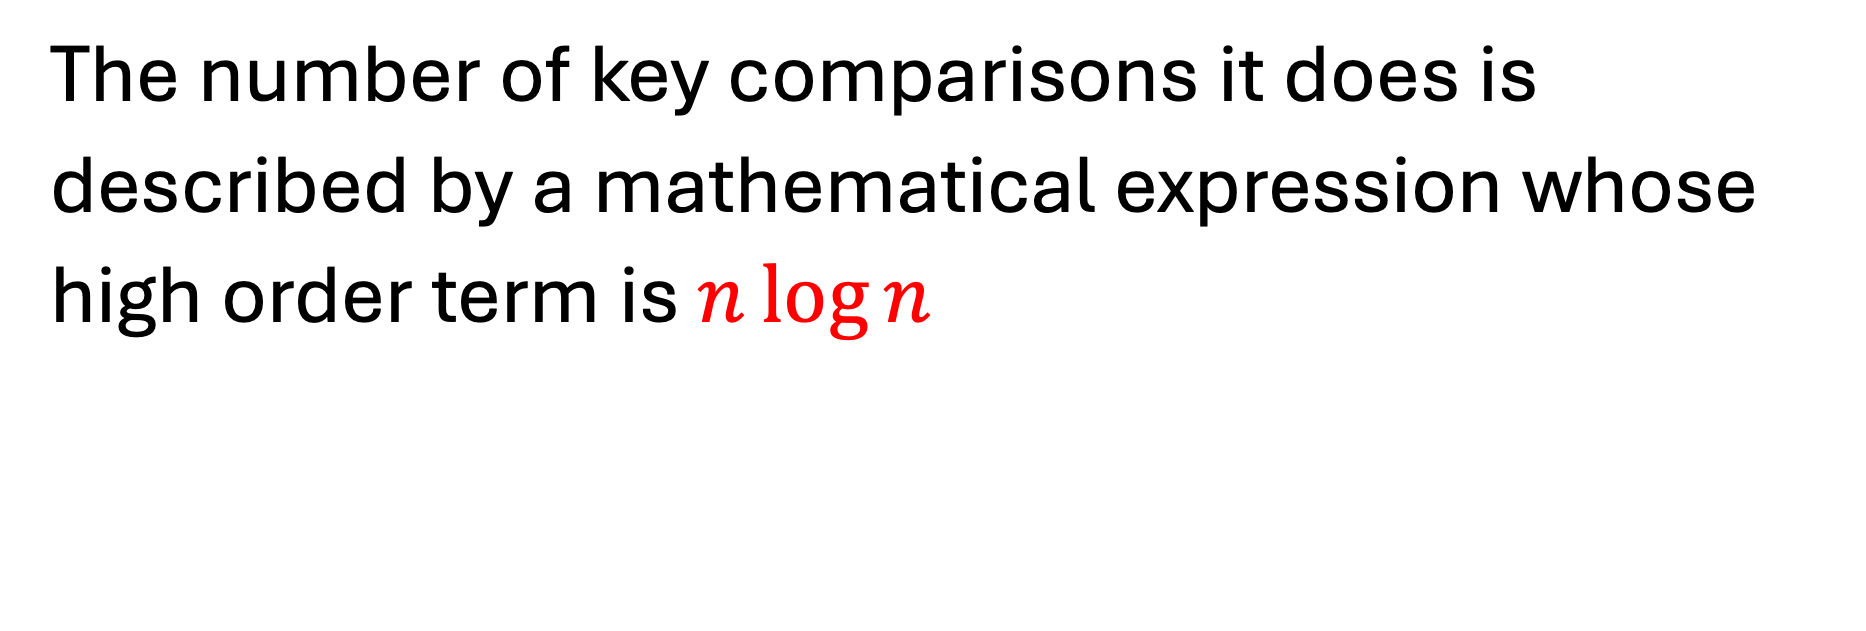 The number of key comparisons it does is
described by a mathematical expression whose
high order term is n log n